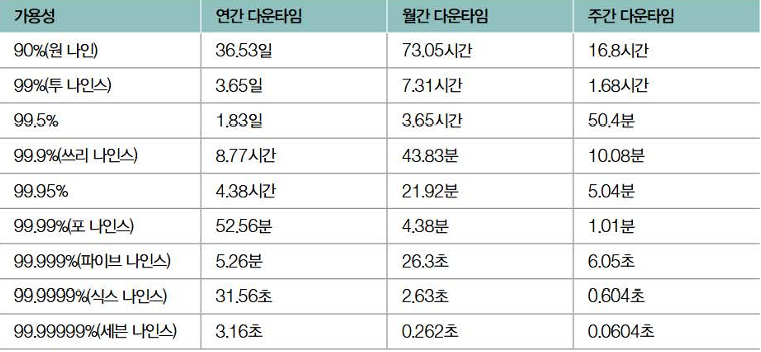 가용성 연간 다운타임 월간 다운타임 주간 다운타임
90%(원 나인) 36.53일 73.05시간 16.8시간
99%(투 나인스) 3.65일 7.31시간 1.68시간
99.5% 1.83일 3.65시간 50.4분
99.9%(쓰리 나인스) 8.77시간 43.83분 10.08분
99.95% 4.38시간 21.92분 5.04분
99.99%(포 나인스) 52.56분 4.38분 1.01분
99.999%(파이브 나인스) 5.26분 26.3초 6.05초
99.9999%(식스 나인스) 31.56초 2.63초 0.604초
99.99999%(세븐 나인스) 3.16초 0.262초 0.0604초